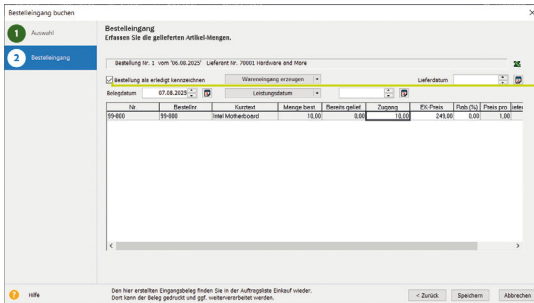 Bestelleingang buchen
1 Auswahl
2 Bestelleingang
Bestelleingang
Erfassen Sie die gelieferten Artikel-Mengen.
Bestellung Nr. 1 vom '06.08.2025' Lieferant Nr. 70001 Hardware and More
Bestellung als erledigt kennzeichnen Wareneingang erzeugen Lieferdatum
Belegdatum 07.08.2025 Leistungsdatum
Nr Bestellnr. Kurztext Menge best Bereits gelief. Zugang EK-Preis Rab.(%) Preis pro
99-000 99-000 Intel Motherboard 10,00 0,00 10,00 249,00 0,00 1,00
Hilfe
Den hier erstellten Eingangsbeleg finden Sie in der Auftragsliste Einkauf wieder.
Dort kann der Beleg gedruckt und ggf. weiterverarbeitet werden.
< Zurück Speichern Abbrechen